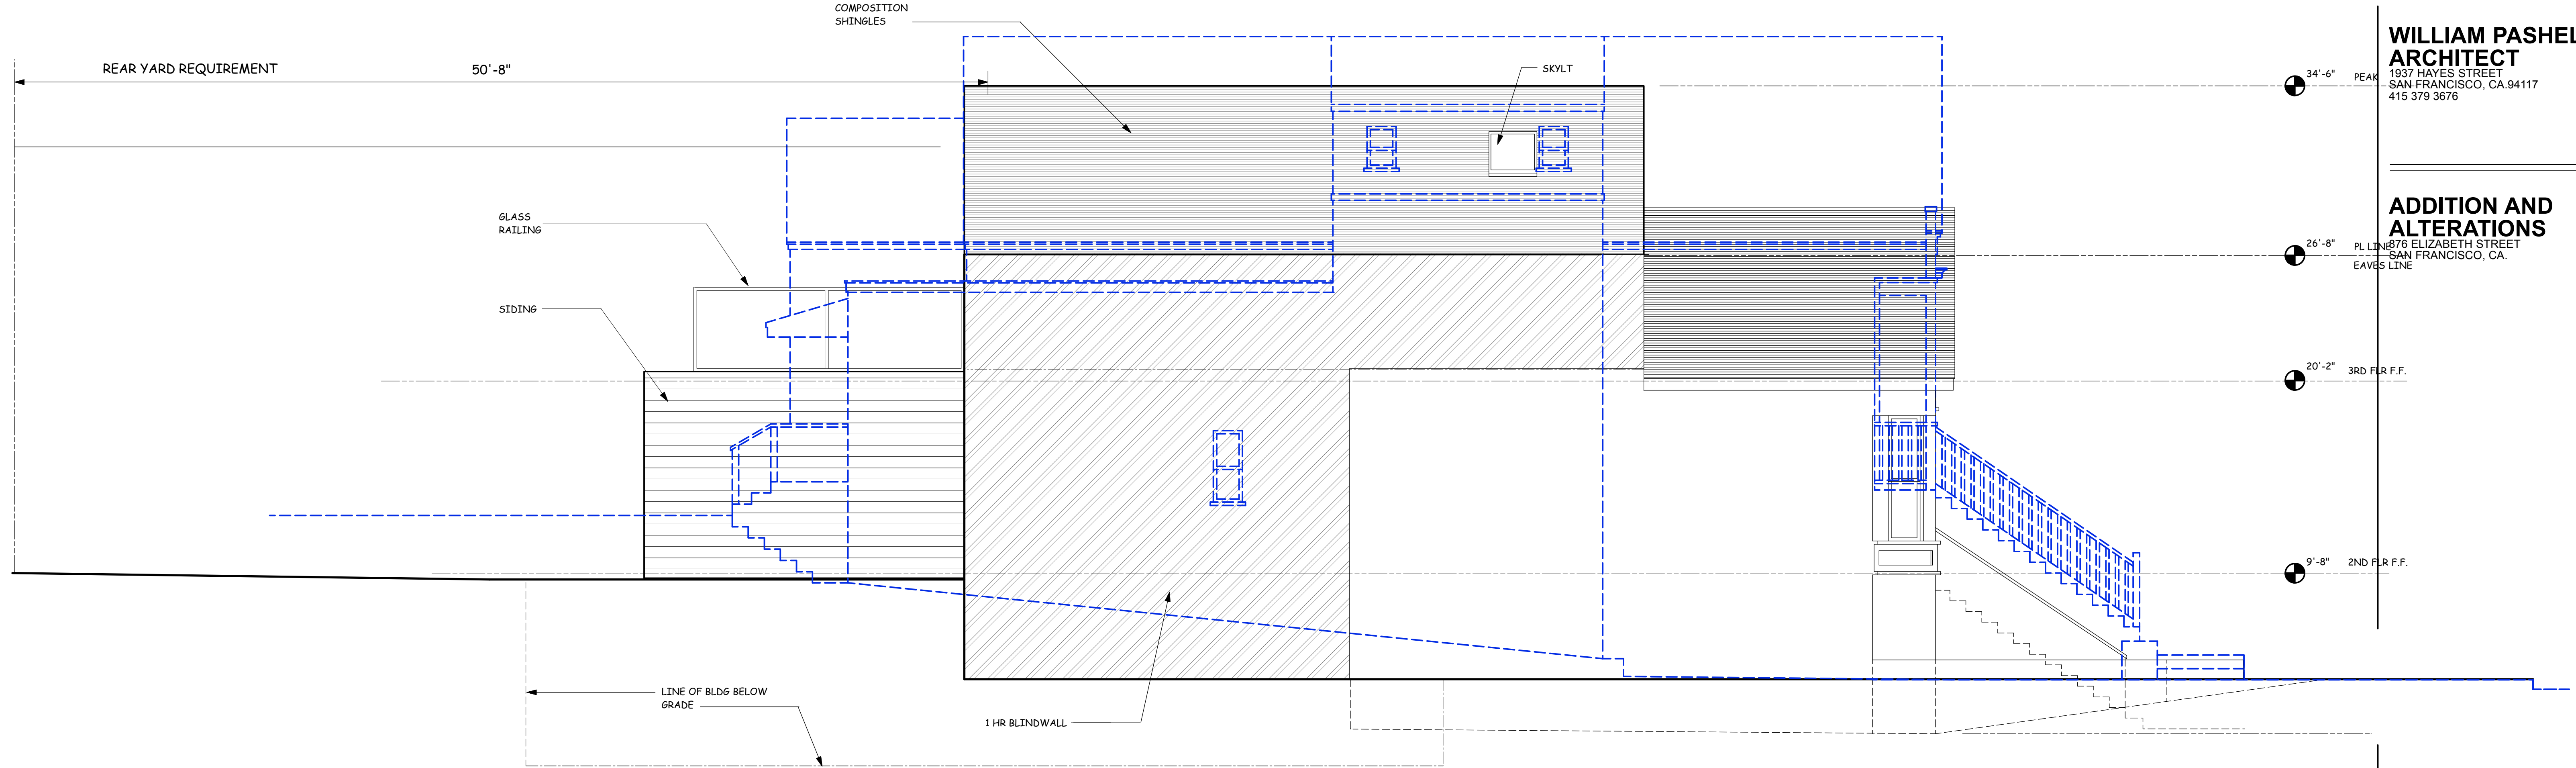 COMPOSITION
SHINGLES
REAR YARD REQUIREMENT
50'-8"
SKYLT
GLASS
RAILING
SIDING
LINE OF BLDG BELOW
GRADE
1 HR BLINDWALL
34'-6" PEAK
26'-8" PL LINE
EAVES LINE
20'-2" 3RD FLR F.F.
9'-8" 2ND FLR F.F.
WILLIAM PASHEL
ARCHITECT
1937 HAYES STREET
SAN FRANCISCO, CA.94117
415 379 3676
ADDITION AND
ALTERATIONS
876 ELIZABETH STREET
SAN FRANCISCO, CA.